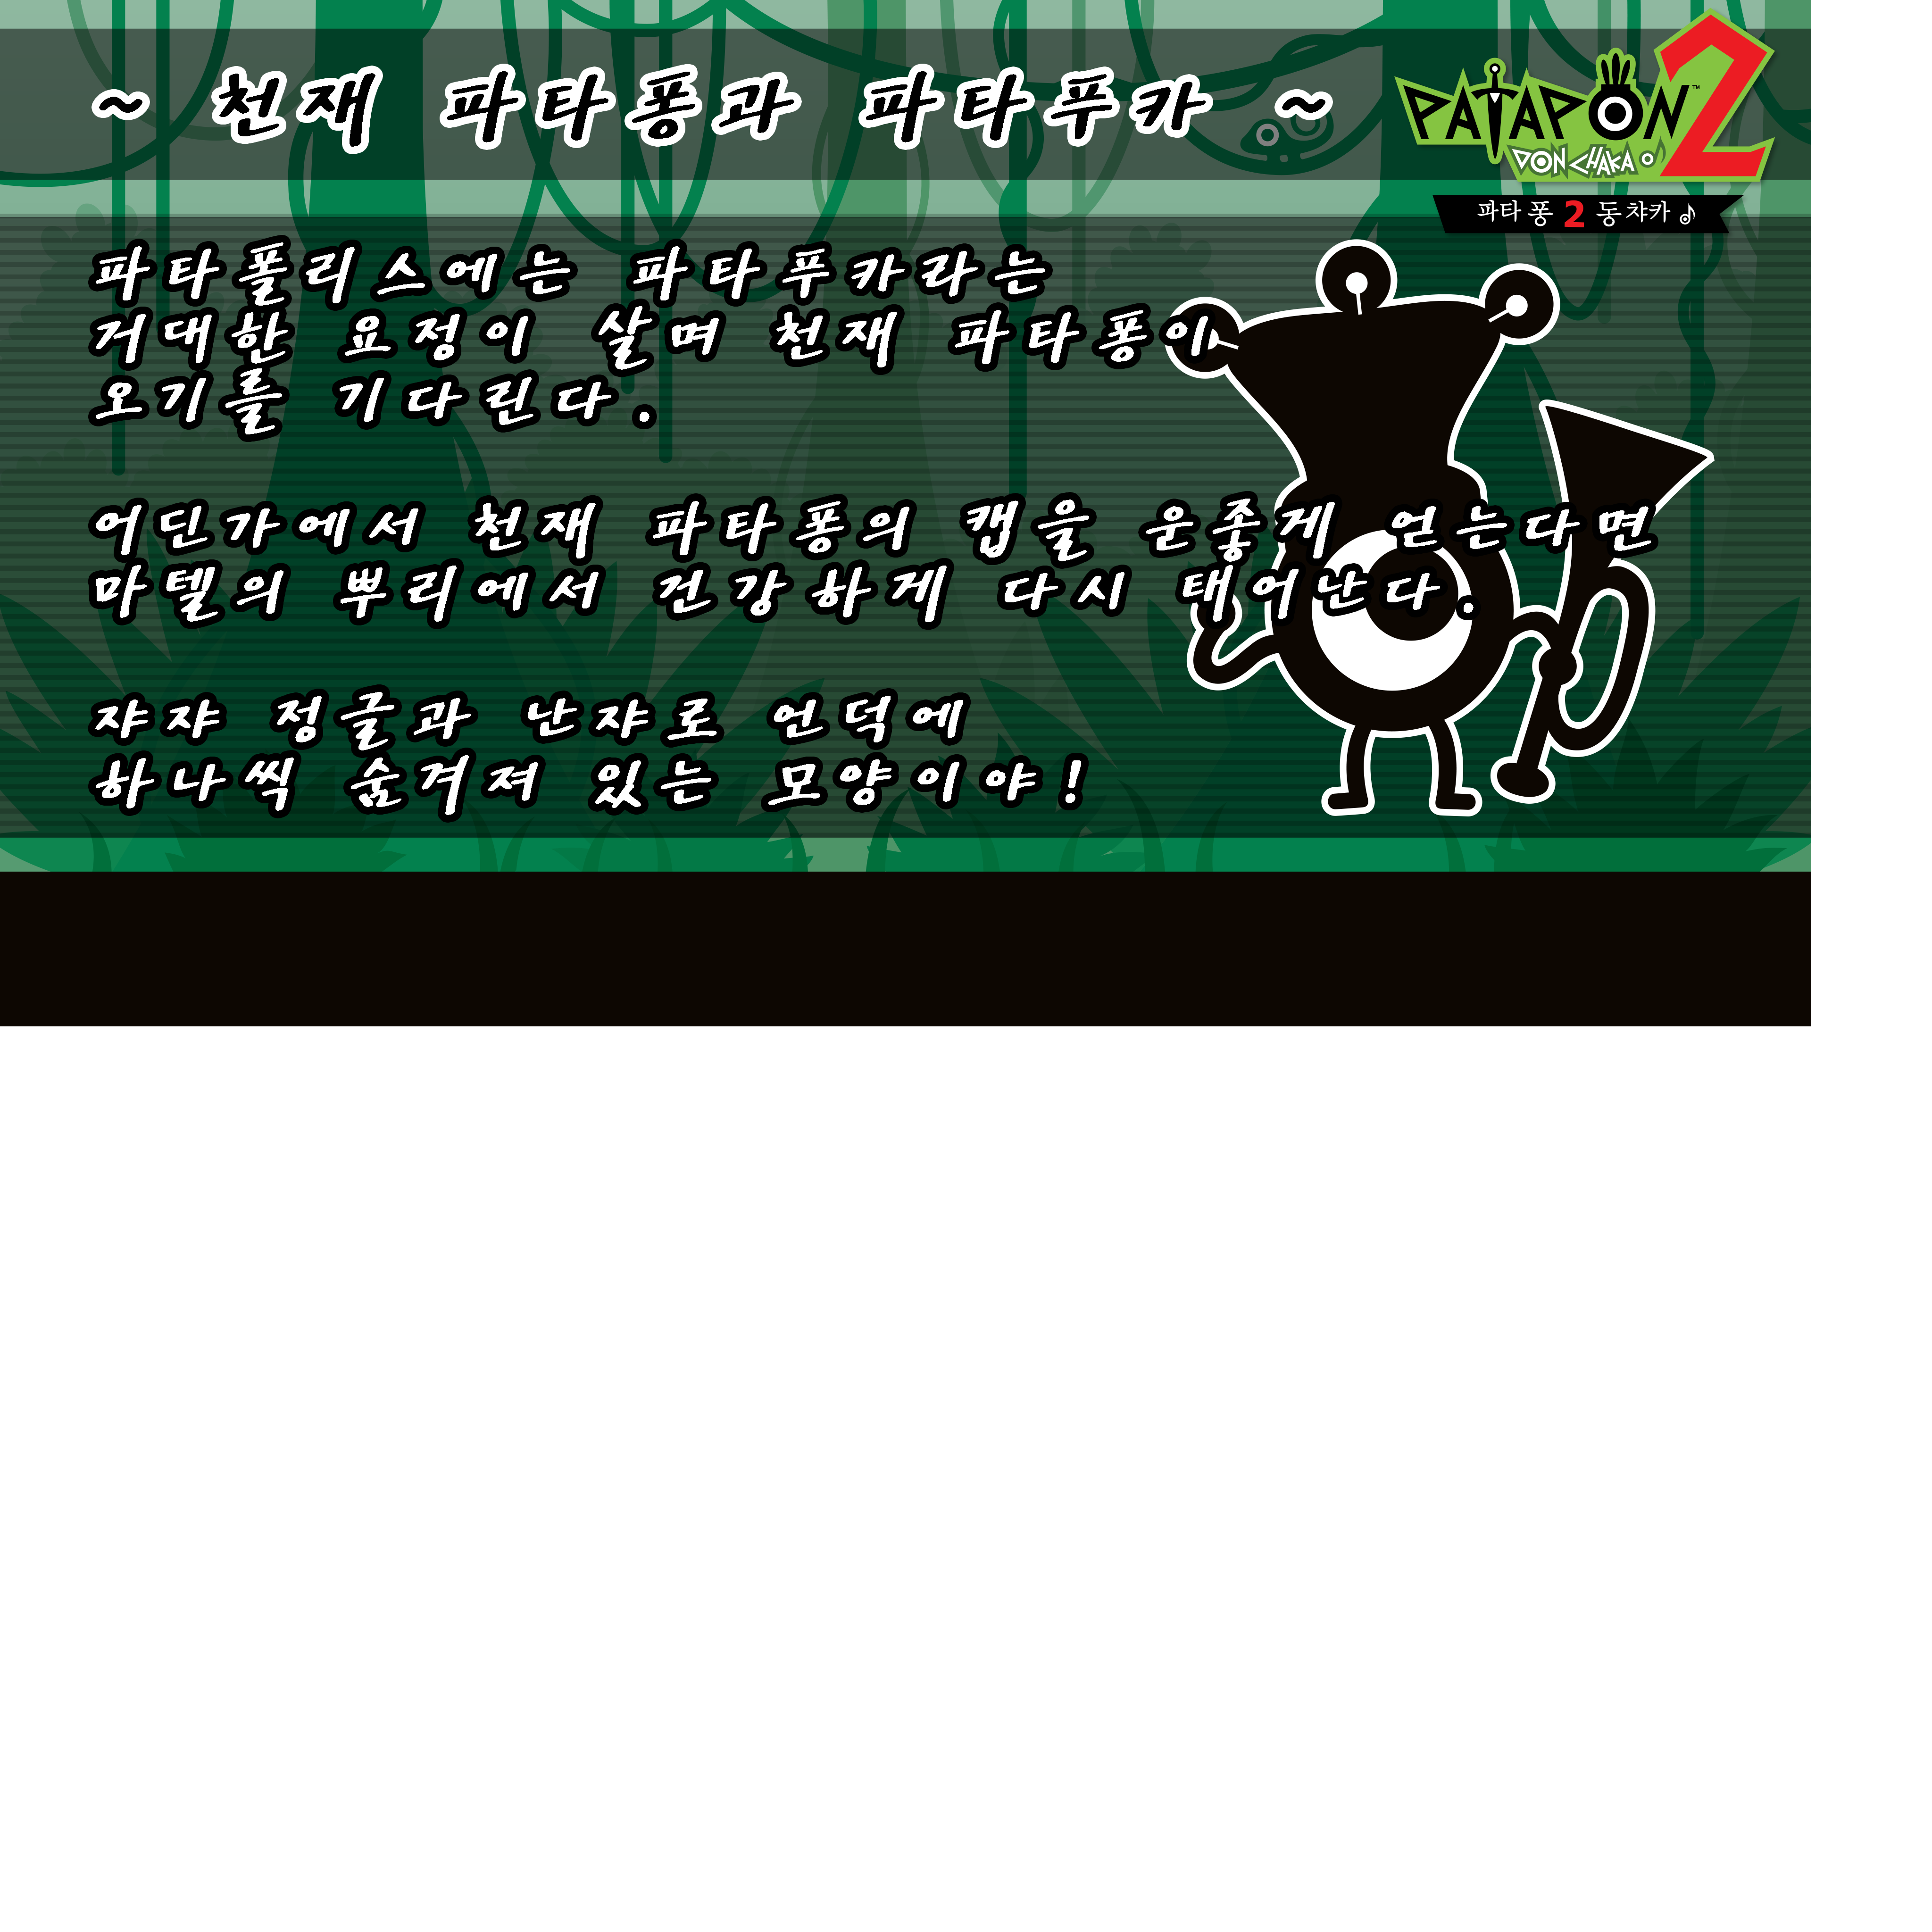 ~ 천재 파타퐁과 파타푸카 ~
PATAPON™ 2
DONCHAKA♪
파타퐁 2 동챠카♪
파타폴리스에는 파타푸카라는
거대한 요정이 살며 천재 파타퐁이
오기를 기다린다.
어딘가에서 천재 파타퐁의 캡을 운좋게 얻는다면
마텔의 뿌리에서 건강하게 다시 태어난다.
쟈쟈 정글과 난쟈로 언덕에
하나씩 숨겨져 있는 모양이야!